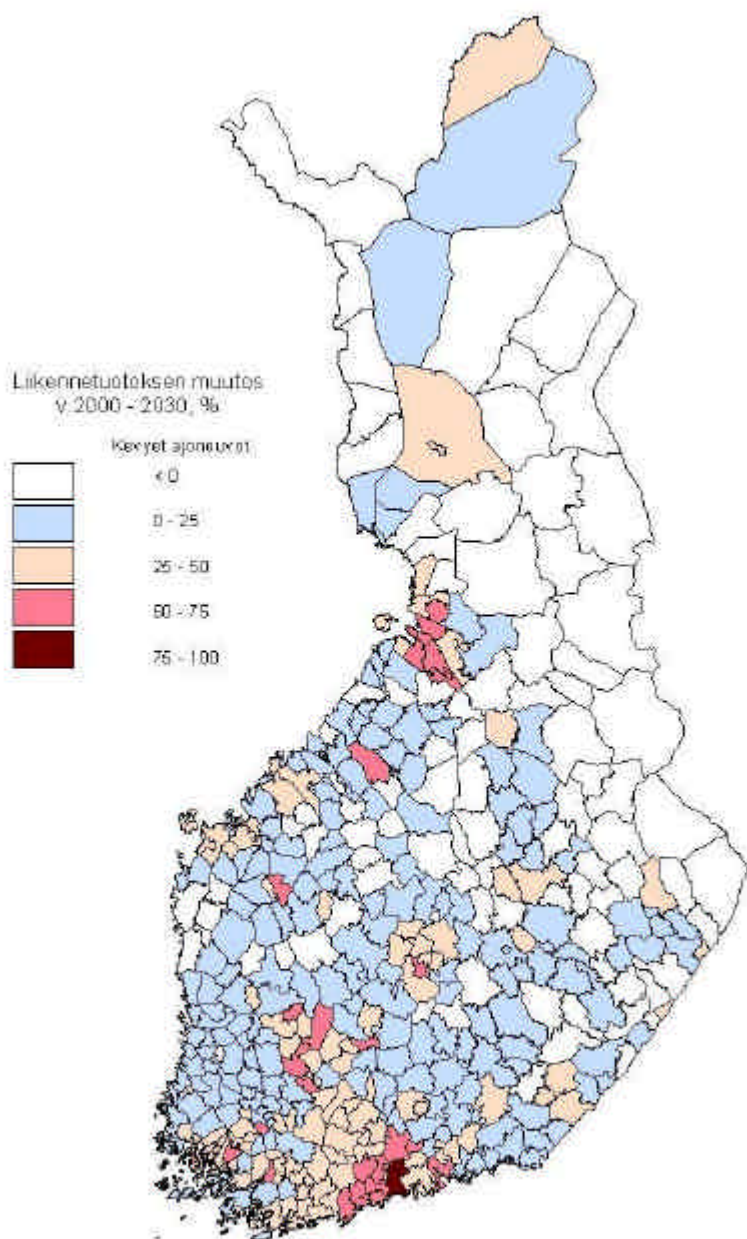 Liikennetuotoksen muutos
v.2000 - 2030, %
Kevyet ajoneuvot
< 0
0 - 25
25 - 50
50 - 75
75 - 100